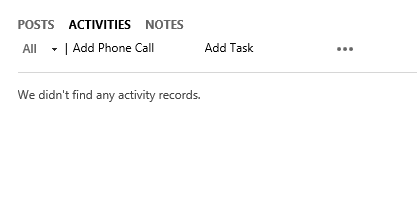 POSTS ACTIVITIES NOTES
All | Add Phone Call Add Task •••
We didn't find any activity records.